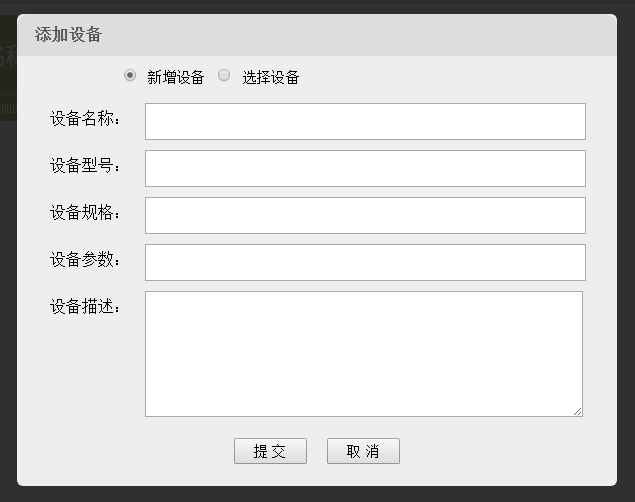 添加设备
新增设备 选择设备
设备名称：
设备型号：
设备规格：
设备参数：
设备描述：
提 交 取 消